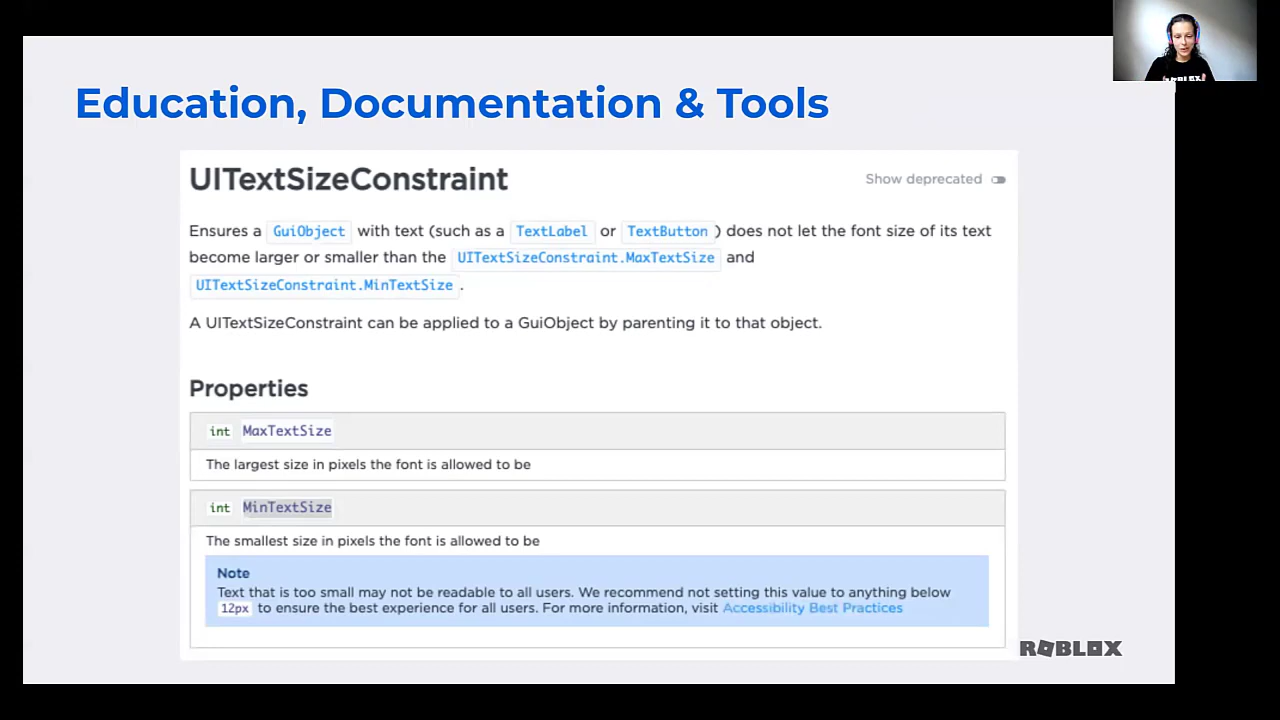 Education, Documentation & Tools
UITextSizeConstraint
Show deprecated
Ensures a GuiObject with text (such as a TextLabel or TextButton) does not let the font size of its text
become larger or smaller than the UITextSizeConstraint.MaxTextSize and
UITextSizeConstraint.MinTextSize.
A UITextSizeConstraint can be applied to a GuiObject by parenting it to that object.
Properties
int MaxTextSize
The largest size in pixels the font is allowed to be
int MinTextSize
The smallest size in pixels the font is allowed to be
Note
Text that is too small may not be readable to all users. We recommend not setting this value to anything below
12px to ensure the best experience for all users. For more information, visit Accessibility Best Practices
ROBLOX
ROBLOX